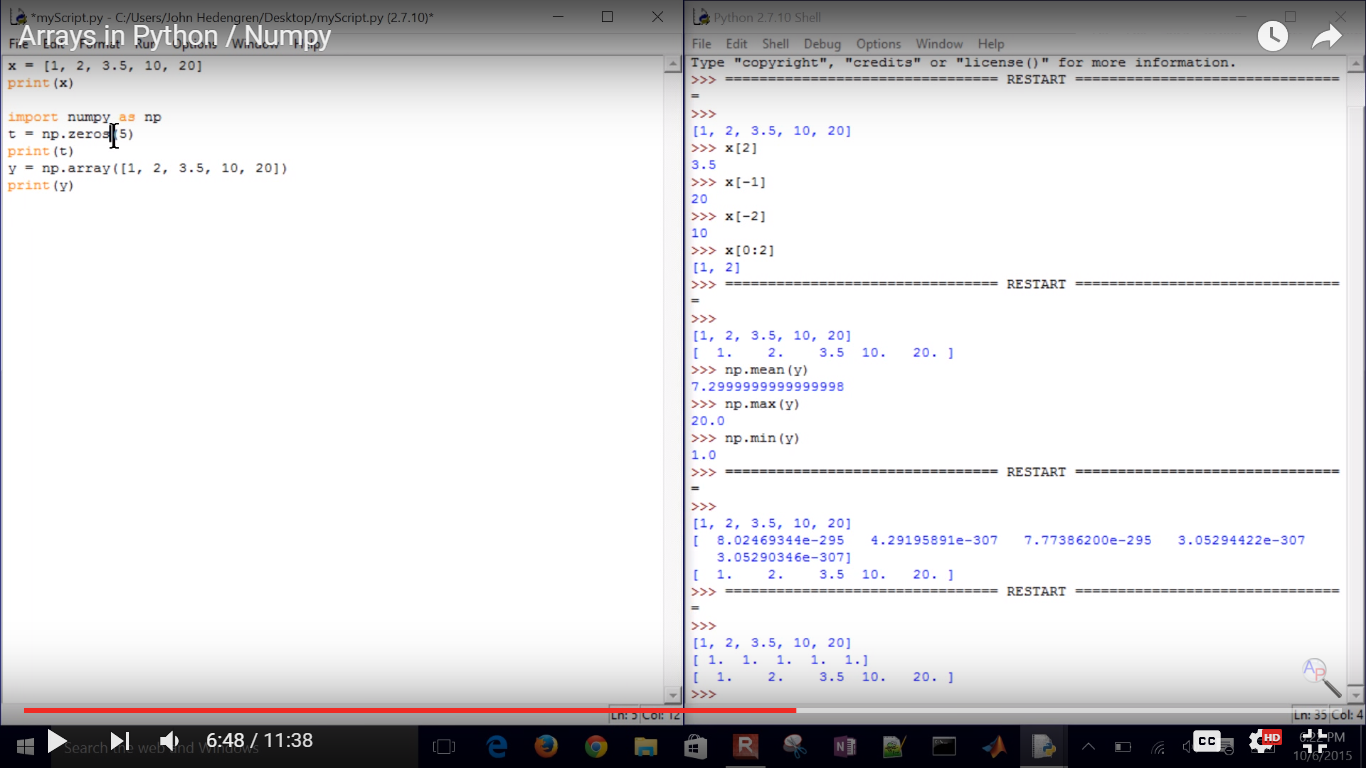 *myScript.py - C:/Users/John Hedengren/Desktop/myScript.py (2.7.10)*
Arrays in Python / Numpy
File Edit Format Run Options Window Help
x = [1, 2, 3.5, 10, 20]
print(x)
import numpy as np
t = np.zeros(5)
print(t)
y = np.array([1, 2, 3.5, 10, 20])
print(y)
Ln: 5 Col: 12
Python 2.7.10 Shell
File Edit Shell Debug Options Window Help
Type "copyright", "credits" or "license()" for more information.
>>> ================================ RESTART ===============================
=
>>>
[1, 2, 3.5, 10, 20]
>>> x[2]
3.5
>>> x[-1]
20
>>> x[-2]
10
>>> x[0:2]
[1, 2]
>>> ================================ RESTART ===============================
=
>>>
[1, 2, 3.5, 10, 20]
[  1.    2.    3.5  10.   20. ]
>>> np.mean(y)
7.2999999999999998
>>> np.max(y)
20.0
>>> np.min(y)
1.0
>>> ================================ RESTART ===============================
=
>>>
[1, 2, 3.5, 10, 20]
[  8.02469344e-295   4.29195891e-307   7.77386200e-295   3.05294422e-307
   3.05290346e-307]
[  1.    2.    3.5  10.   20. ]
>>> ================================ RESTART ===============================
=
>>>
[1, 2, 3.5, 10, 20]
[ 1.  1.  1.  1.  1.]
[  1.    2.    3.5  10.   20. ]
>>>
AP
Ln: 35 Col: 4
Search the web and Windows
6:48 / 11:38
CC
HD
6:22 PM
10/6/2015